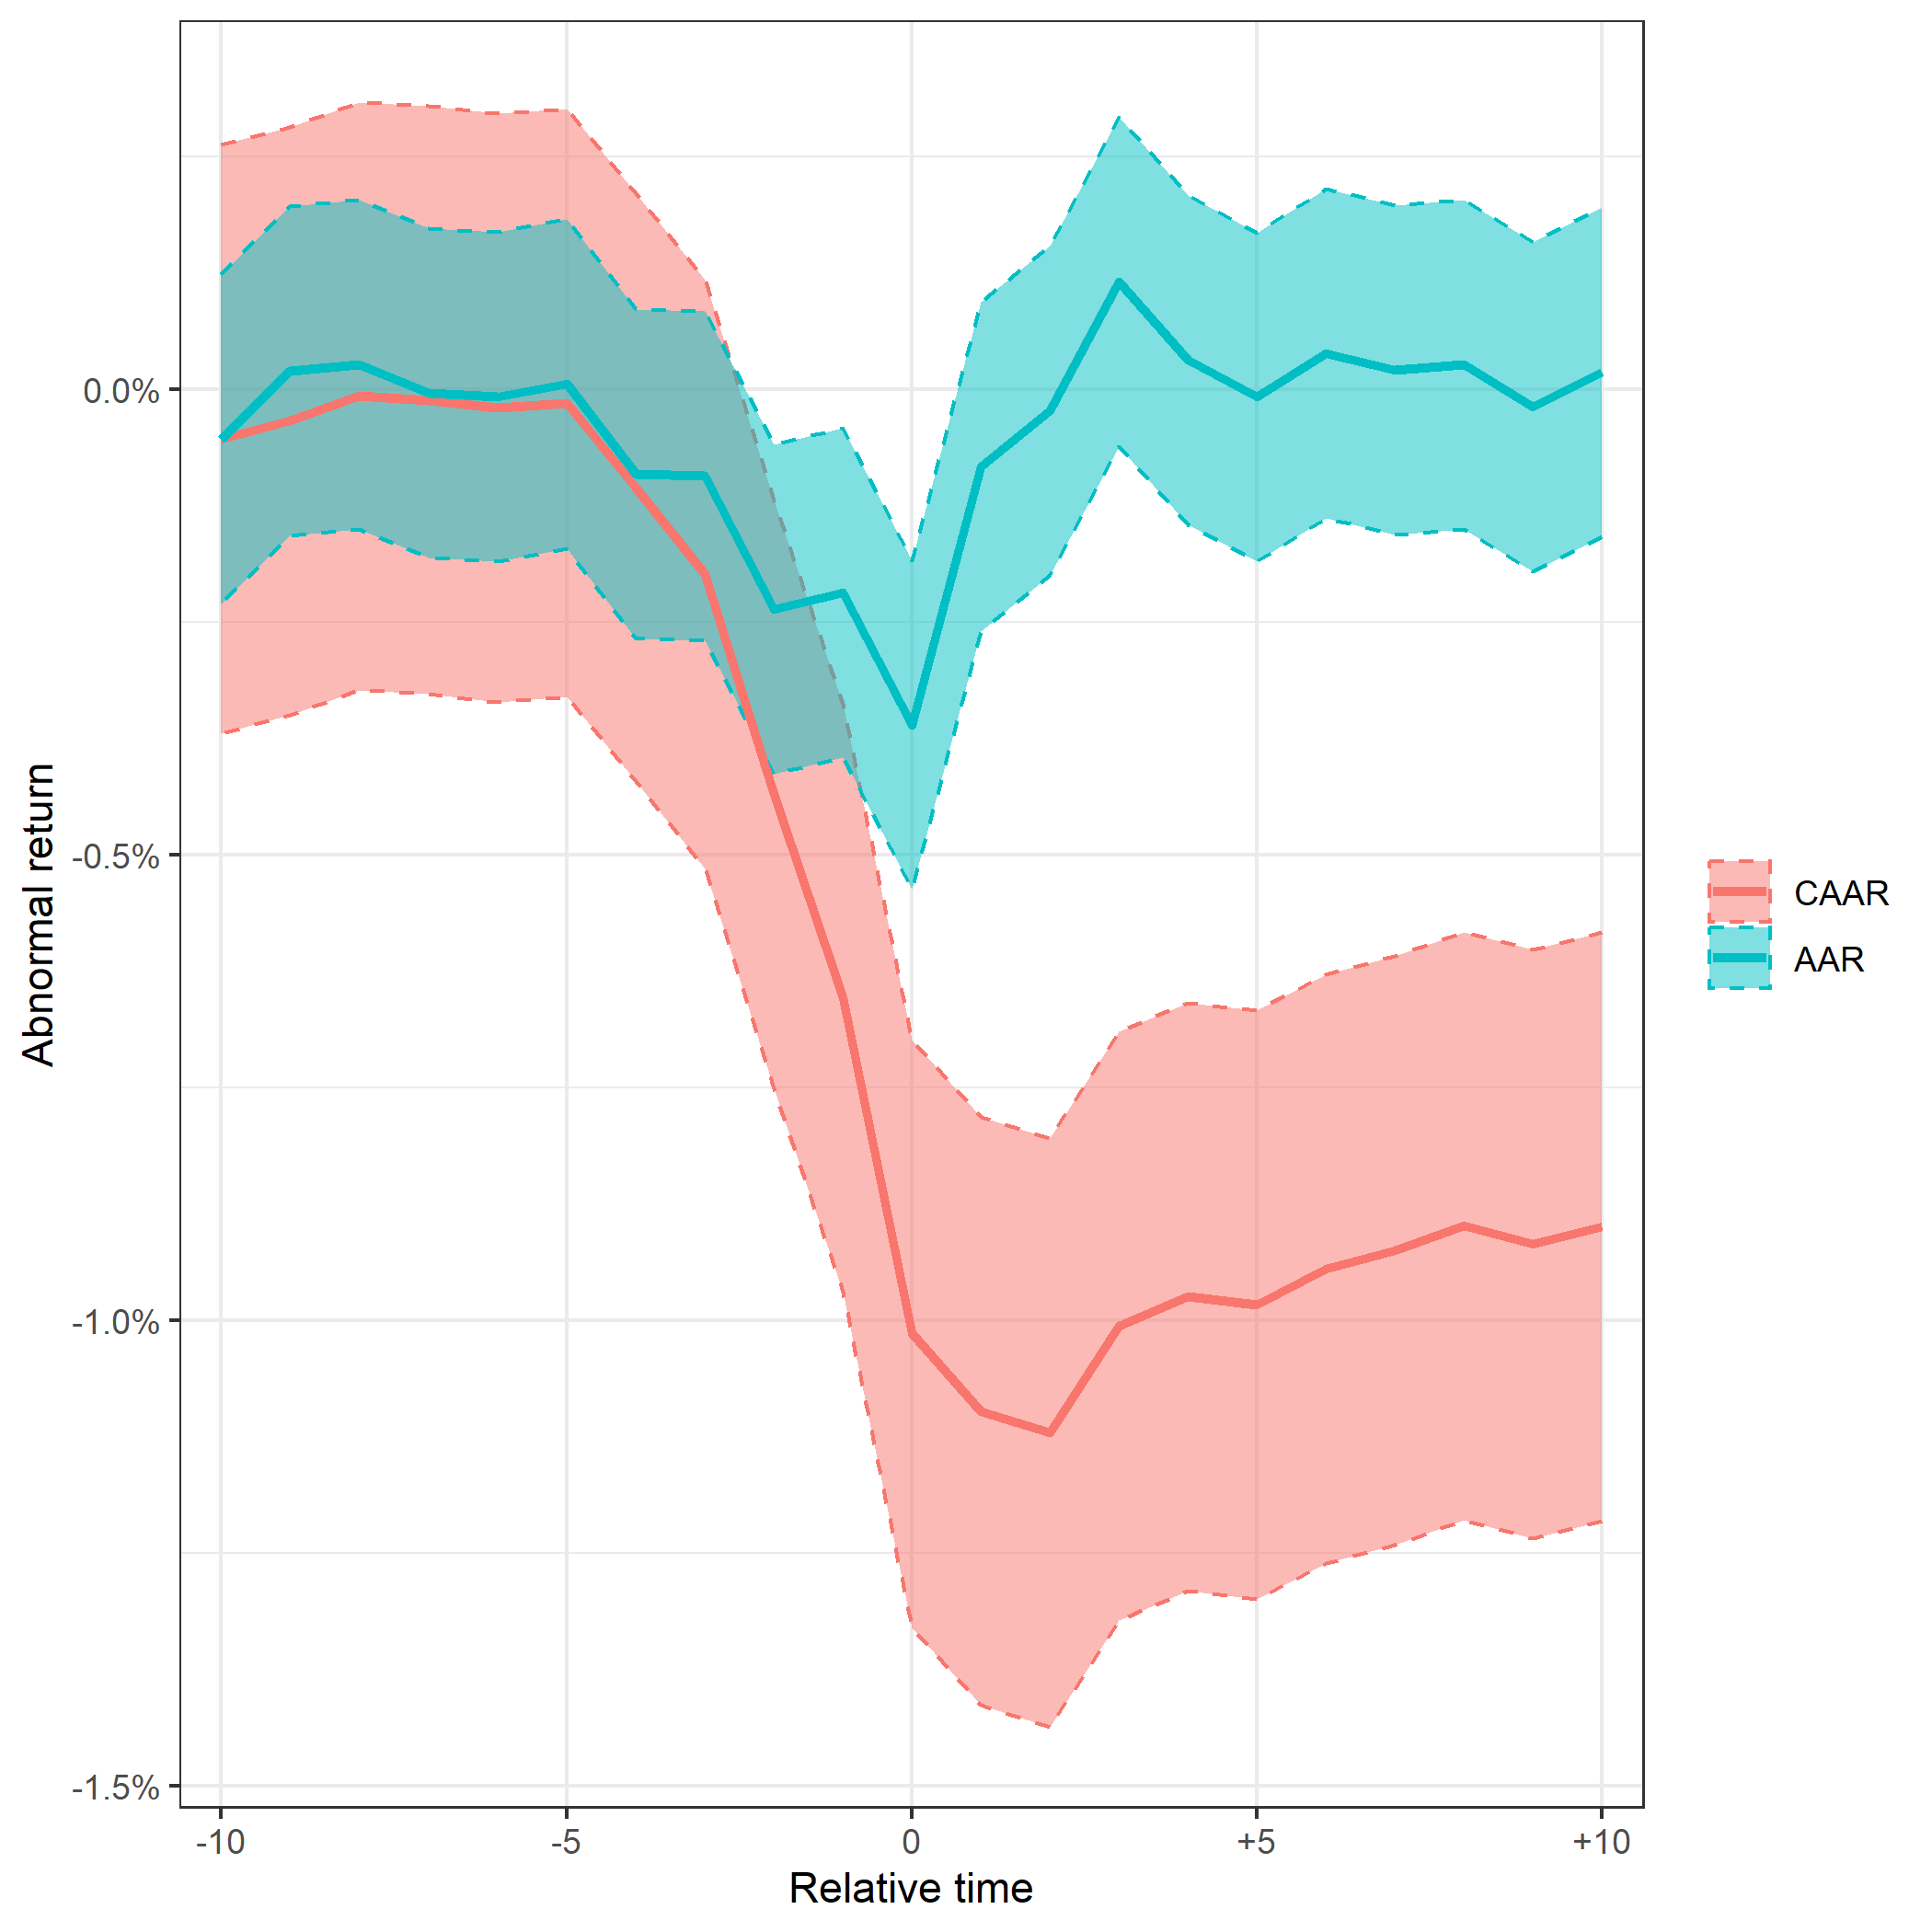 Abnormal return
0.0%
-0.5%
-1.0%
-1.5%
-10
-5
0
+5
+10
Relative time
CAAR
AAR